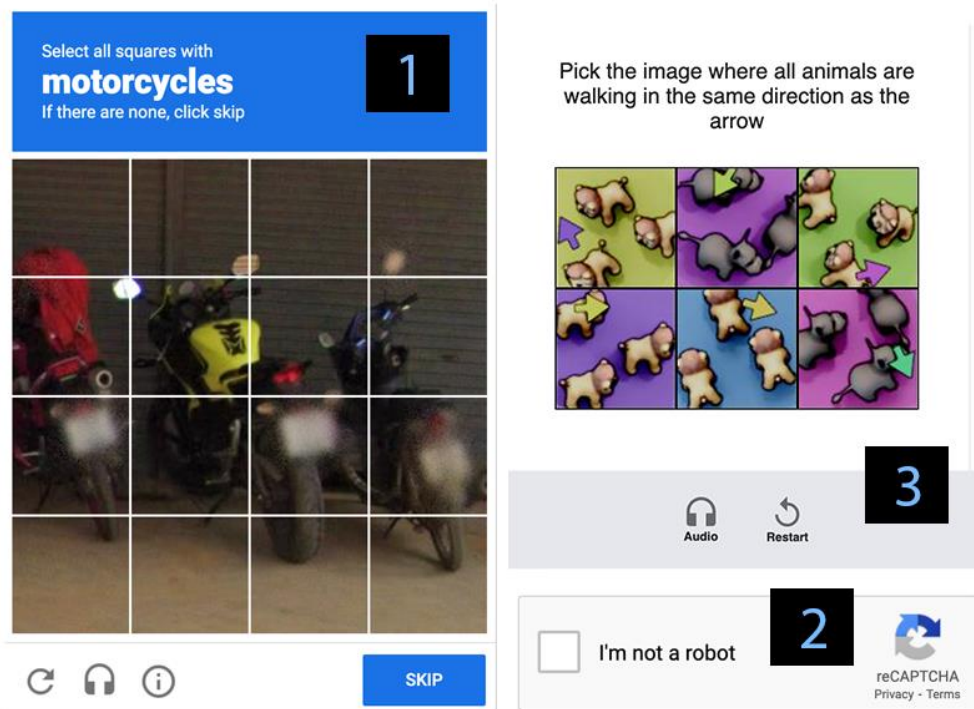 Select all squares with
motorcycles
If there are none, click skip
1
SKIP
Pick the image where all animals are
walking in the same direction as the
arrow
3
Audio
Restart
I'm not a robot
2
reCAPTCHA
Privacy - Terms